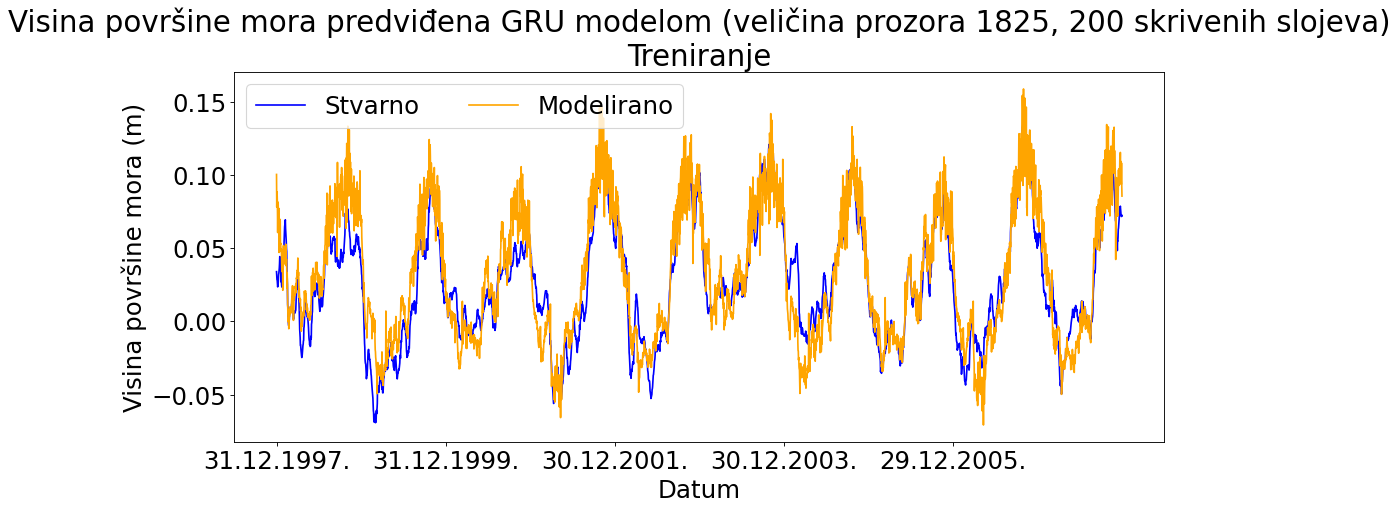 Visina površine mora predviđena GRU modelom (veličina prozora 1825, 200 skrivenih slojeva)
Treniranje
Stvarno Modelirano
Visina površine mora (m)
0.15
0.10
0.05
0.00
−0.05
31.12.1997. 31.12.1999. 30.12.2001. 30.12.2003. 29.12.2005.
Datum